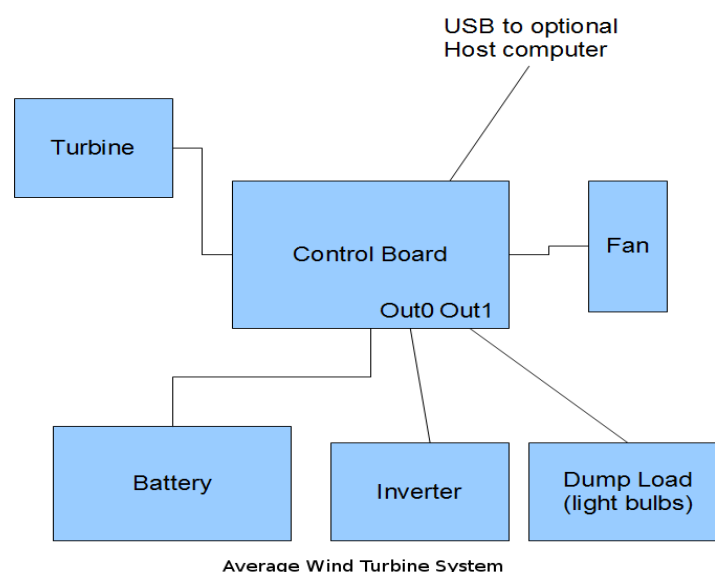 USB to optional
Host computer
Turbine
Control Board
Fan
Out0 Out1
Battery
Inverter
Dump Load
(light bulbs)
Average Wind Turbine System